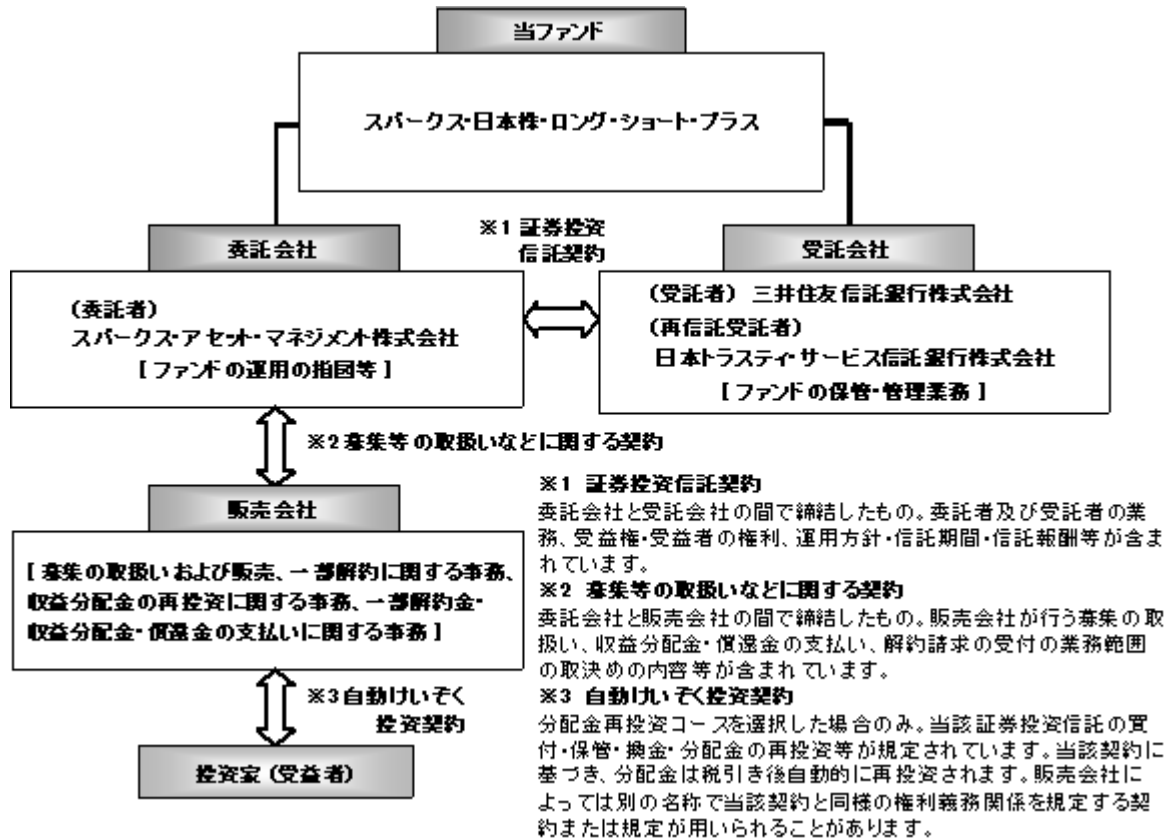 当ファンド
スパークス・日本株・ロング・ショート・プラス
※1 証券投資
信託契約
委託会社
(委託者)
スパークス・アセット・マネジメント株式会社
[ファンドの運用の指図等]
受託会社
(受託者) 三井住友信託銀行株式会社
(再信託受託者)
日本トラスティ・サービス信託銀行株式会社
[ファンドの保管・管理業務]
※2募集等の取扱いなどに関する契約
販売会社
[募集の取扱いおよび販売、一部解約に関する事務、
収益分配金の再投資に関する事務、一部解約金・
収益分配金・償還金の支払いに関する事務]
※3自動けいぞく
投資契約
投資家(受益者)
※1 証券投資信託契約
委託会社と受託会社の間で締結したもの。委託者及び受託者の業
務、受益権・受益者の権利、運用方針・信託期間・信託報酬等が含ま
れています。
※2 募集等の取扱いなどに関する契約
委託会社と販売会社の間で締結したもの。販売会社が行う募集の取
扱い、収益分配金・償還金の支払い、解約請求の受付の業務範囲
の取決めの内容等が含まれています。
※3 自動けいぞく投資契約
分配金再投資コースを選択した場合のみ。当該証券投資信託の買
付・保管・換金・分配金の再投資等が規定されています。当該契約に
基づき、分配金は税引き後自動的に再投資されます。販売会社に
よっては別の名称で当該契約と同様の権利義務関係を規定する契
約または規定が用いられることがあります。